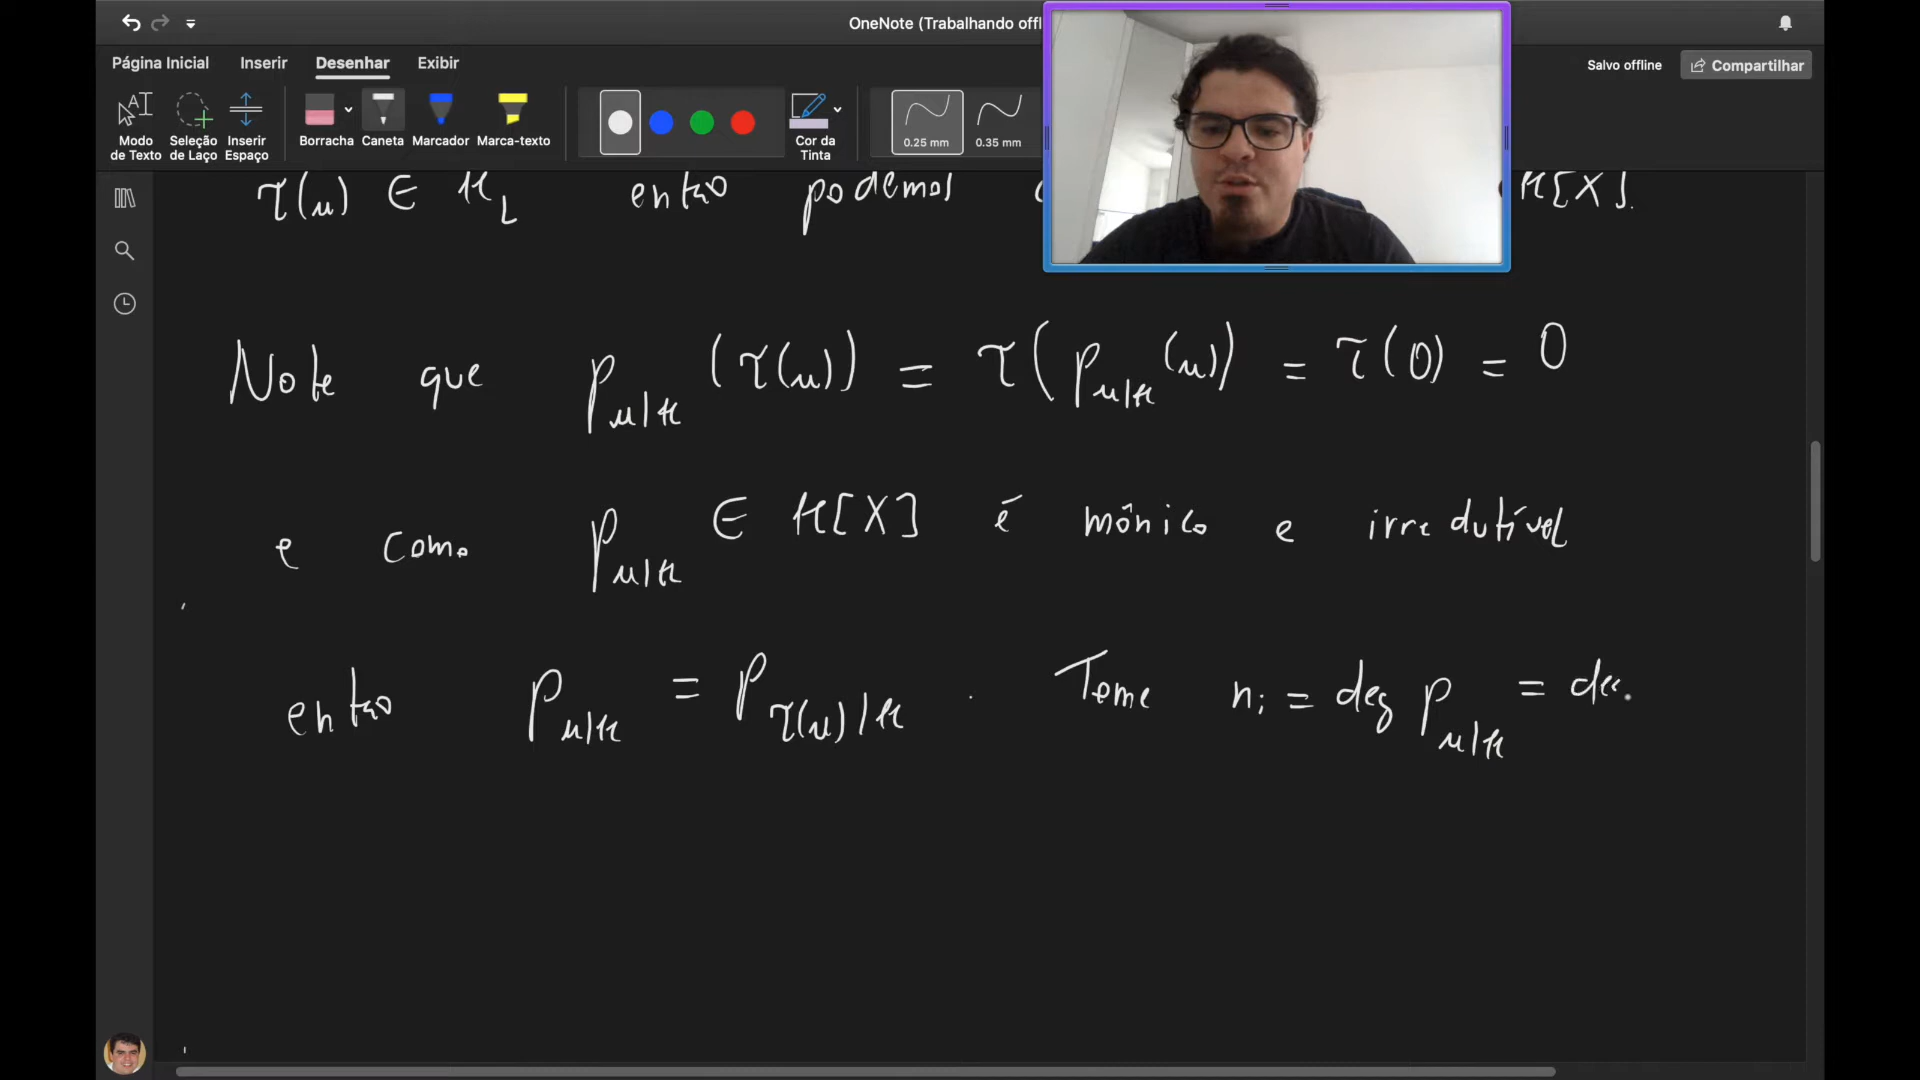 OneNote (Trabalhando offl
Página Inicial Inserir Desenhar Exibir
Salvo offline Compartilhar
Modo de Texto Seleção de Laço Inserir Espaço Borracha Caneta Marcador Marca-texto Cor da Tinta 0.25 mm 0.35 mm
τ(u) ∈ K_L então podemos K[X].
Note que p_{u|K} (τ(u)) = τ(p_{u|K}(u)) = τ(0) = 0
e como p_{u|K} ∈ K[X] é mônico e irredutível
então p_{u|K} = p_{τ(u)|K} . Tome n_i = deg p_{u|K} =